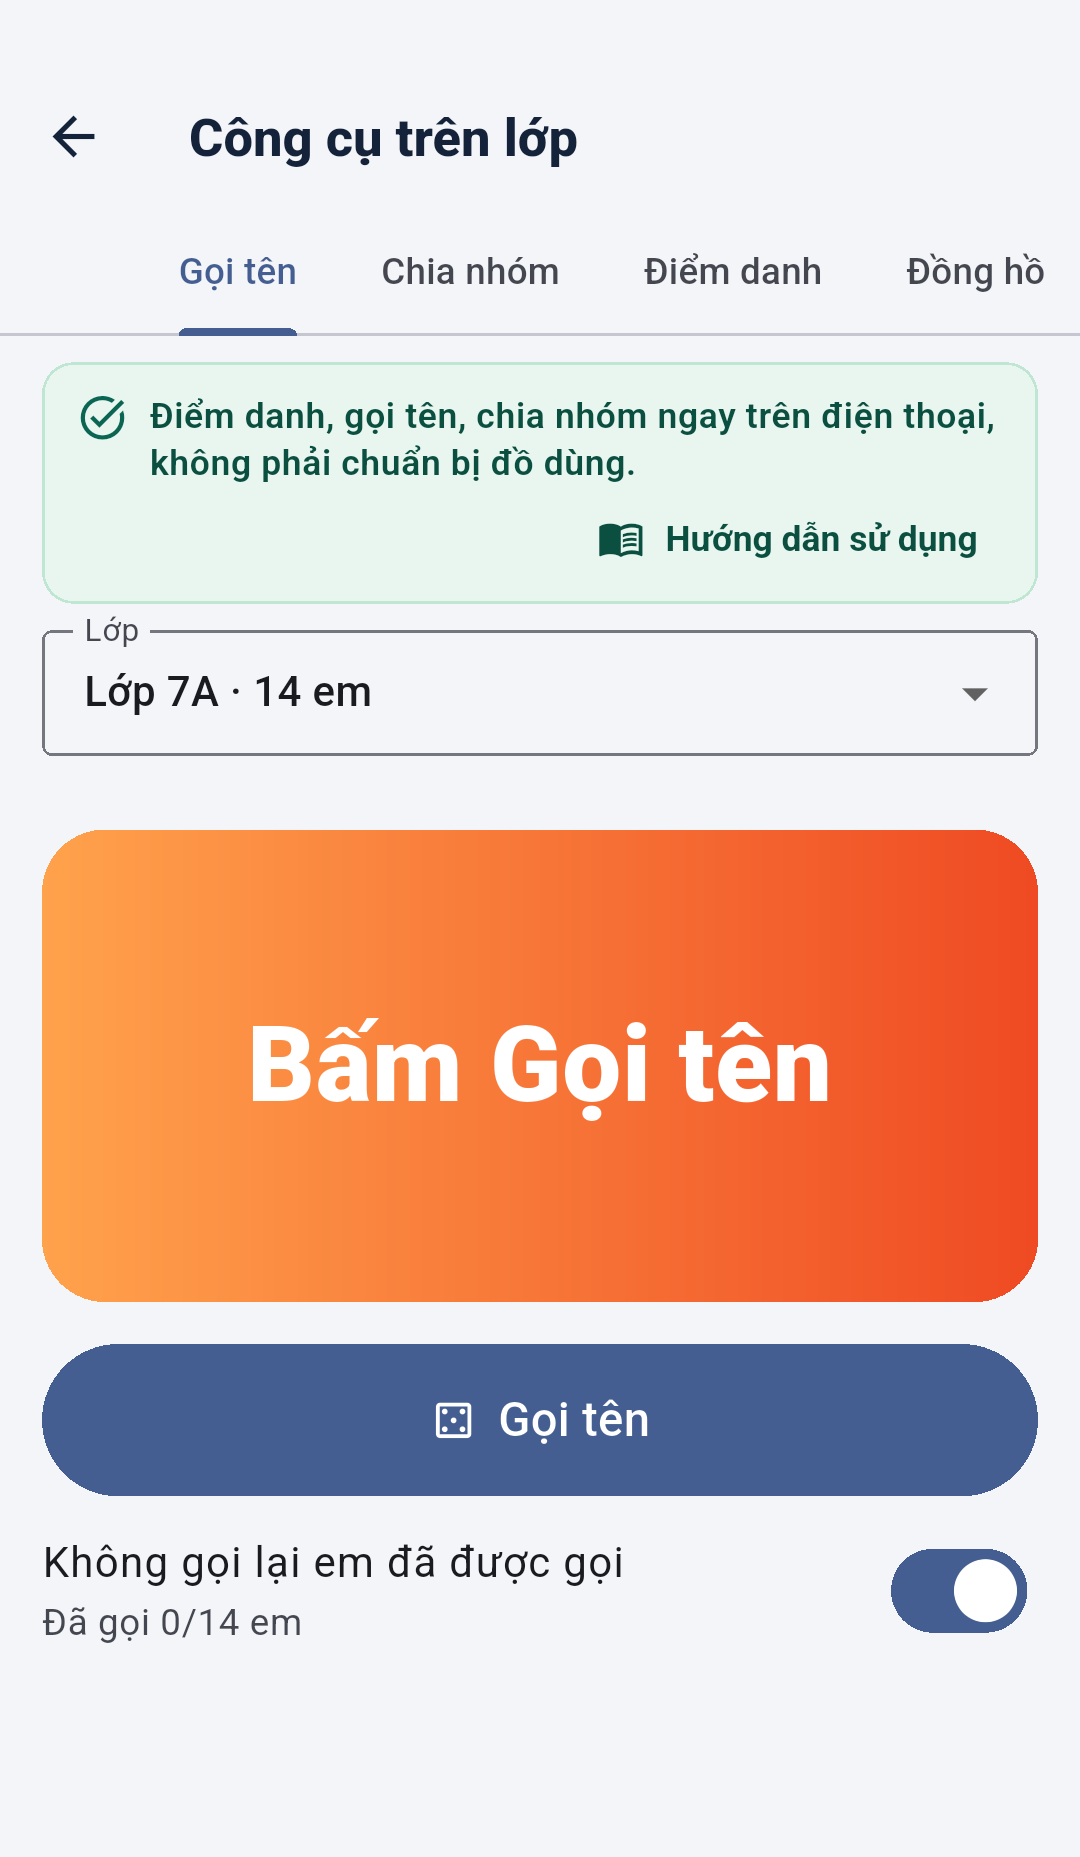 Công cụ trên lớp
Gọi tên
Chia nhóm
Điểm danh
Đồng hồ
Điểm danh, gọi tên, chia nhóm ngay trên điện thoại,
không phải chuẩn bị đồ dùng.
Hướng dẫn sử dụng
Lớp
Lớp 7A · 14 em
Bấm Gọi tên
Gọi tên
Không gọi lại em đã được gọi
Đã gọi 0/14 em